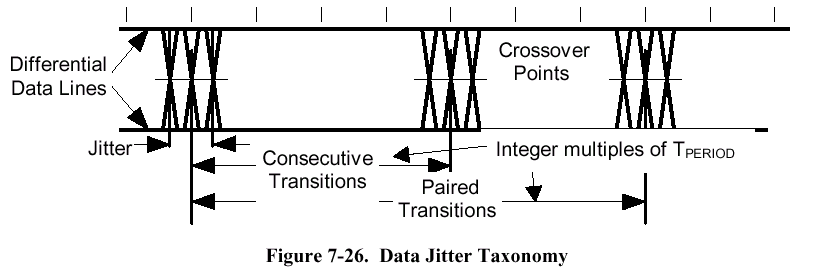 Crossover
Points
Differential
Data Lines
Jitter
Consecutive
Transitions
Integer multiples of TPERIOD
Paired
Transitions
Figure 7-26. Data Jitter Taxonomy